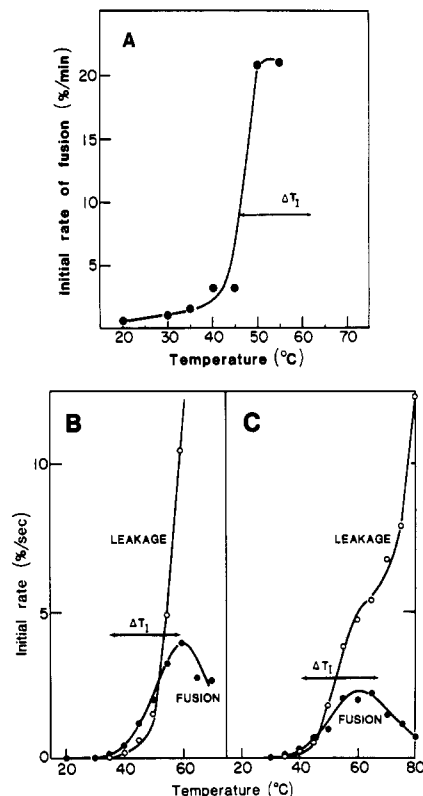 A
Initial rate of fusion (%/min)
20
15
10
5
ΔT_I
20 30 40 50 60 70
Temperature (°C)
B
C
Initial rate (%/sec)
10
5
0
LEAKAGE
LEAKAGE
ΔT_I
ΔT_I
FUSION
FUSION
20 40 60
20 40 60 80
Temperature (°C)